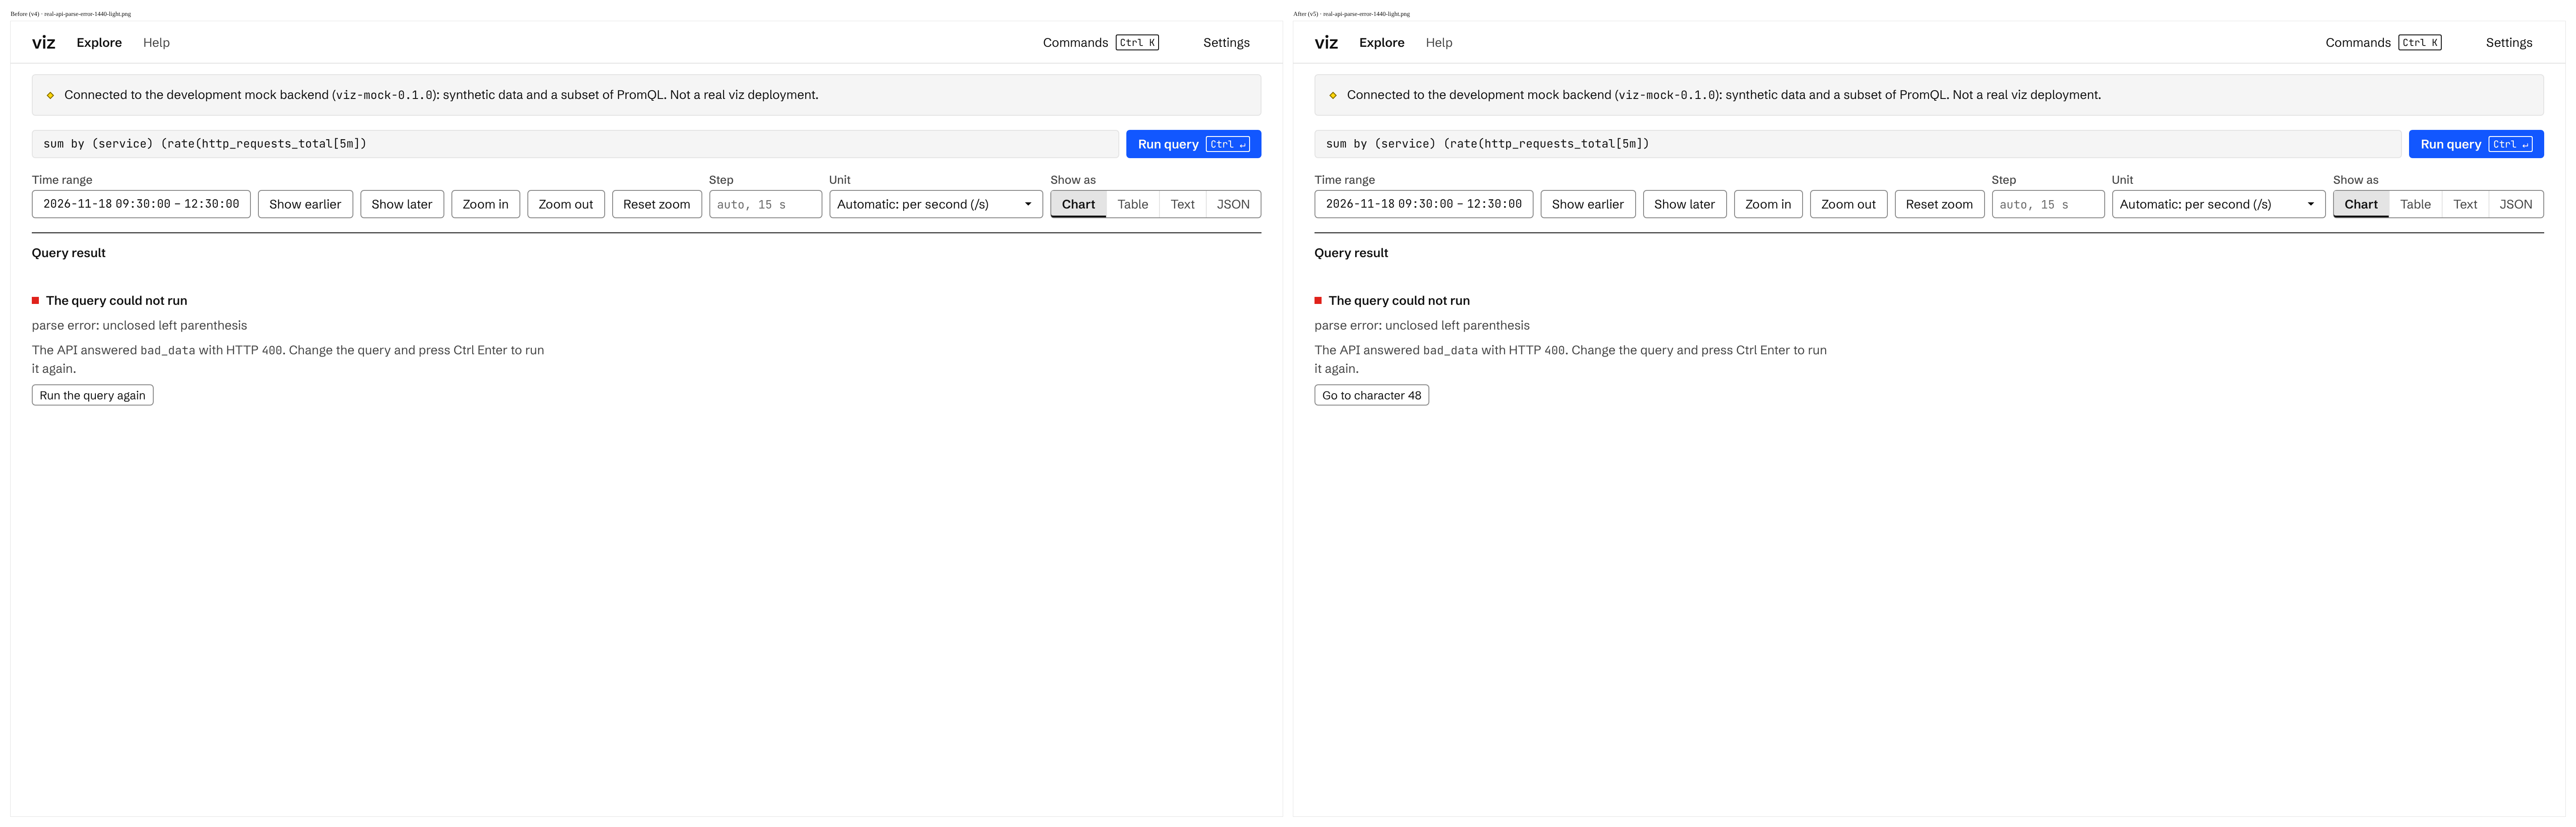 Before (v4) · real-api-parse-error-1440-light.png
viz Explore Help Commands Ctrl K Settings
Connected to the development mock backend (viz-mock-0.1.0): synthetic data and a subset of PromQL. Not a real viz deployment.
sum by (service) (rate(http_requests_total[5m]) Run query Ctrl ↵
Time range Step Unit Show as
2026-11-18 09:30:00 – 12:30:00 Show earlier Show later Zoom in Zoom out Reset zoom auto, 15 s Automatic: per second (/s) Chart Table Text JSON
Query result
The query could not run
parse error: unclosed left parenthesis
The API answered bad_data with HTTP 400. Change the query and press Ctrl Enter to run
it again.
Run the query again
After (v5) · real-api-parse-error-1440-light.png
viz Explore Help Commands Ctrl K Settings
Connected to the development mock backend (viz-mock-0.1.0): synthetic data and a subset of PromQL. Not a real viz deployment.
sum by (service) (rate(http_requests_total[5m]) Run query Ctrl ↵
Time range Step Unit Show as
2026-11-18 09:30:00 – 12:30:00 Show earlier Show later Zoom in Zoom out Reset zoom auto, 15 s Automatic: per second (/s) Chart Table Text JSON
Query result
The query could not run
parse error: unclosed left parenthesis
The API answered bad_data with HTTP 400. Change the query and press Ctrl Enter to run
it again.
Go to character 48